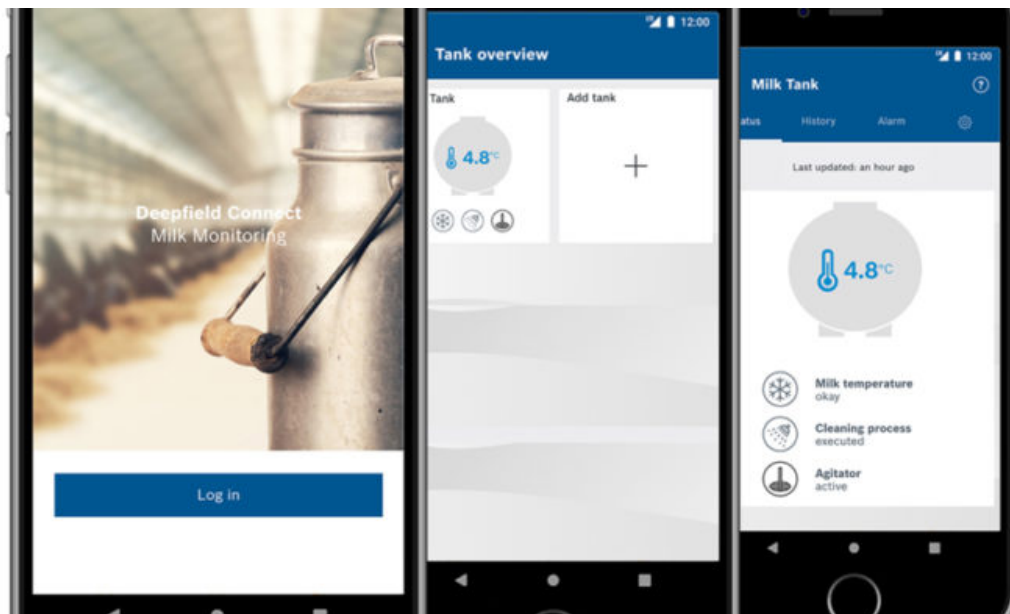 Deepfield Connect
Milk Monitoring
Log in
12:00
Tank overview
Tank
4.8°C
Add tank
12:00
Milk Tank
atus
History
Alarm
Last updated: an hour ago
4.8°C
Milk temperature
okay
Cleaning process
executed
Agitator
active